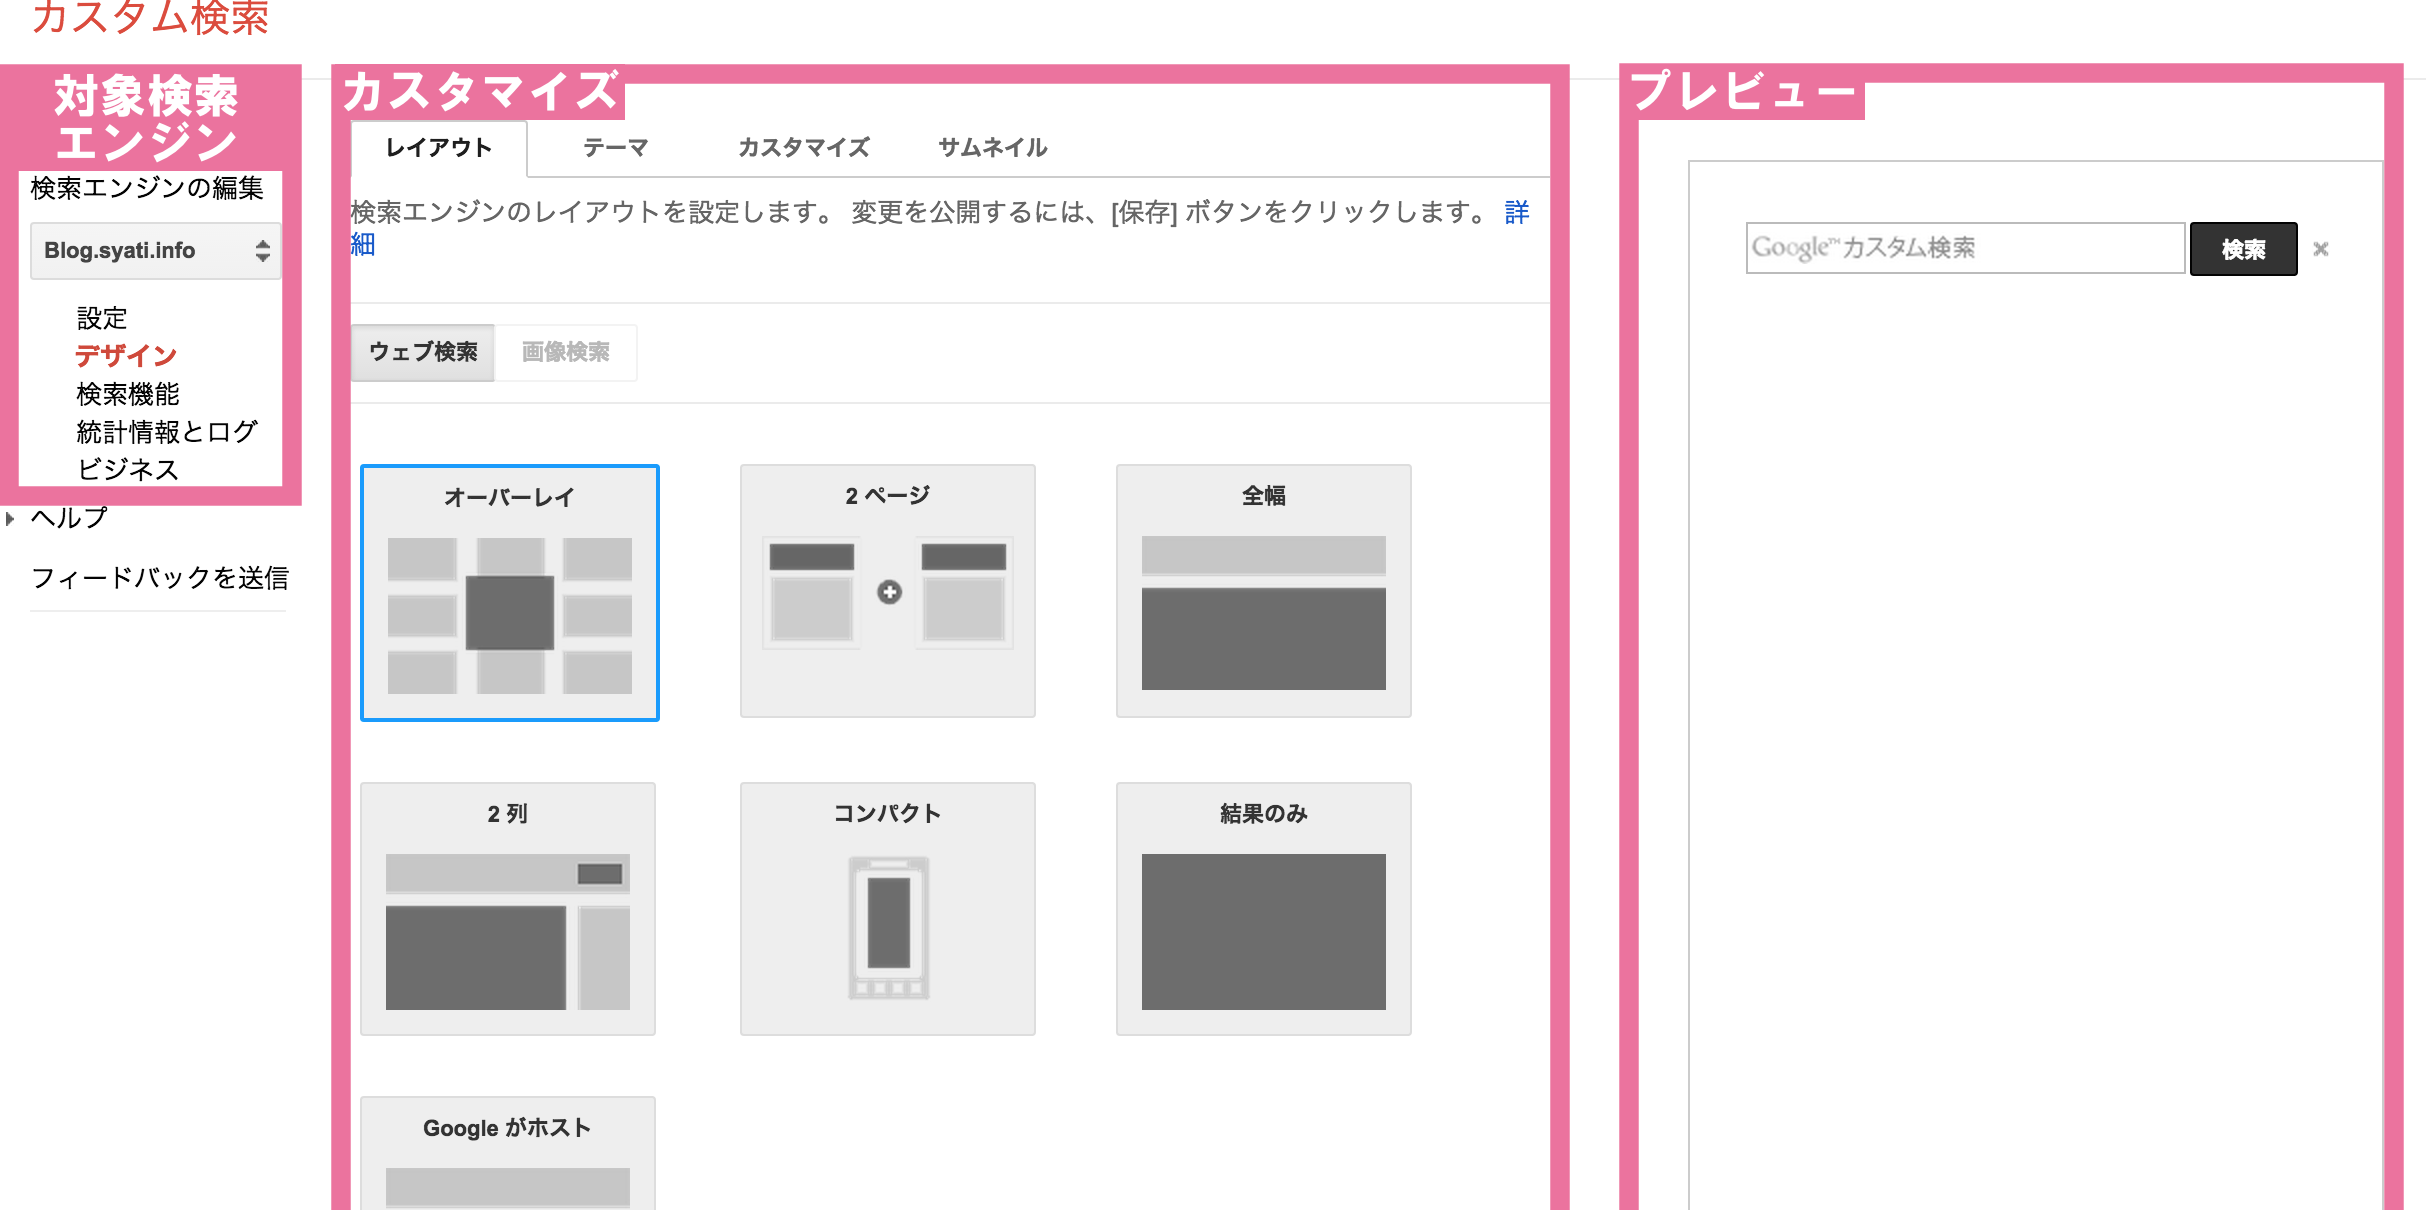 カスタム検索
対象検索
エンジン
検索エンジンの編集
Blog.syati.info
設定
デザイン
検索機能
統計情報とログ
ビジネス
ヘルプ
フィードバックを送信
カスタマイズ
レイアウト テーマ カスタマイズ サムネイル
検索エンジンのレイアウトを設定します。 変更を公開するには、[保存] ボタンをクリックします。 詳
細
ウェブ検索 画像検索
オーバーレイ 2 ページ 全幅
2 列 コンパクト 結果のみ
Google がホスト
プレビュー
Google™ カスタム検索 検索 ×